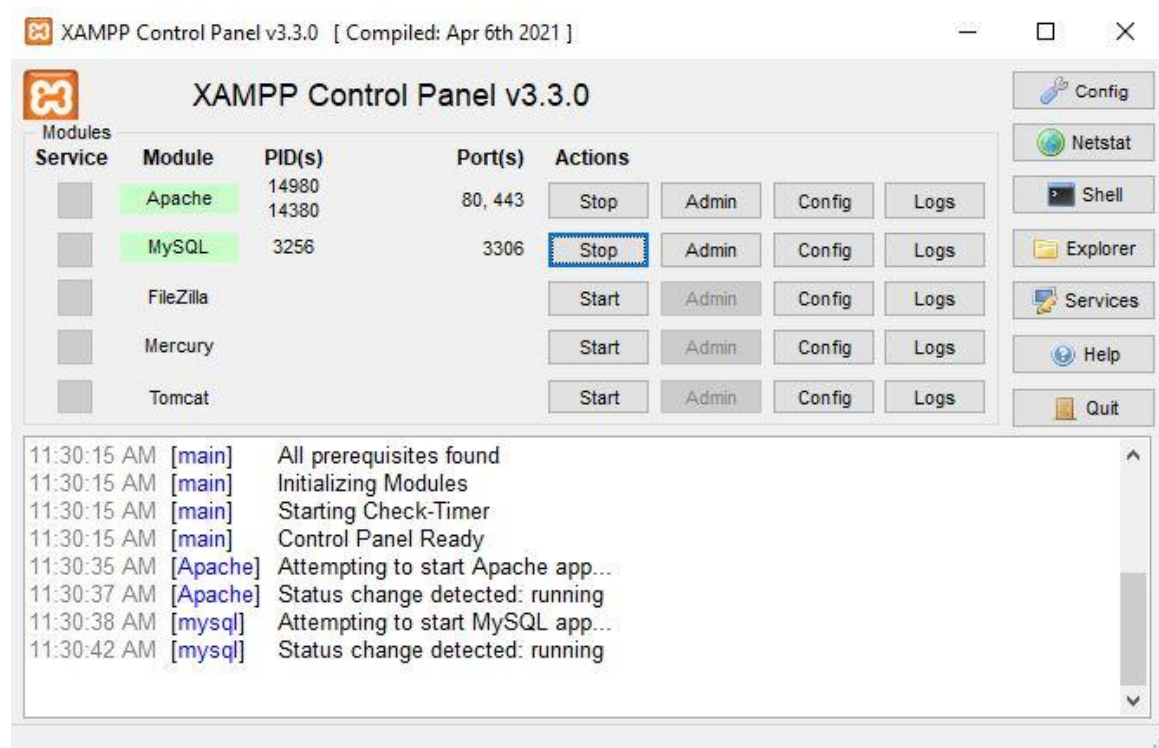 XAMPP Control Panel v3.3.0 [ Compiled: Apr 6th 2021 ]
XAMPP Control Panel v3.3.0
Config
Modules
Service Module PID(s) Port(s) Actions
Netstat
Apache 14980 14380 80, 443 Stop Admin Config Logs
Shell
MySQL 3256 3306 Stop Admin Config Logs
Explorer
FileZilla Start Admin Config Logs
Services
Mercury Start Admin Config Logs
Help
Tomcat Start Admin Config Logs
Quit
11:30:15 AM [main] All prerequisites found
11:30:15 AM [main] Initializing Modules
11:30:15 AM [main] Starting Check-Timer
11:30:15 AM [main] Control Panel Ready
11:30:35 AM [Apache] Attempting to start Apache app...
11:30:37 AM [Apache] Status change detected: running
11:30:38 AM [mysql] Attempting to start MySQL app...
11:30:42 AM [mysql] Status change detected: running